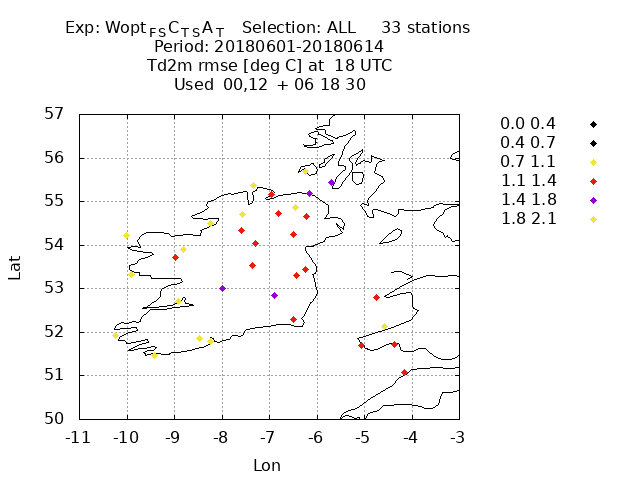 Exp: Wopt FS C TS A T Selection: ALL 33 stations
Period: 20180601-20180614
Td2m rmse [deg C] at 18 UTC
Used 00,12 + 06 18 30
57
56
55
54
53
52
51
50
Lat
-11 -10 -9 -8 -7 -6 -5 -4 -3
Lon
0.0 0.4
0.4 0.7
0.7 1.1
1.1 1.4
1.4 1.8
1.8 2.1